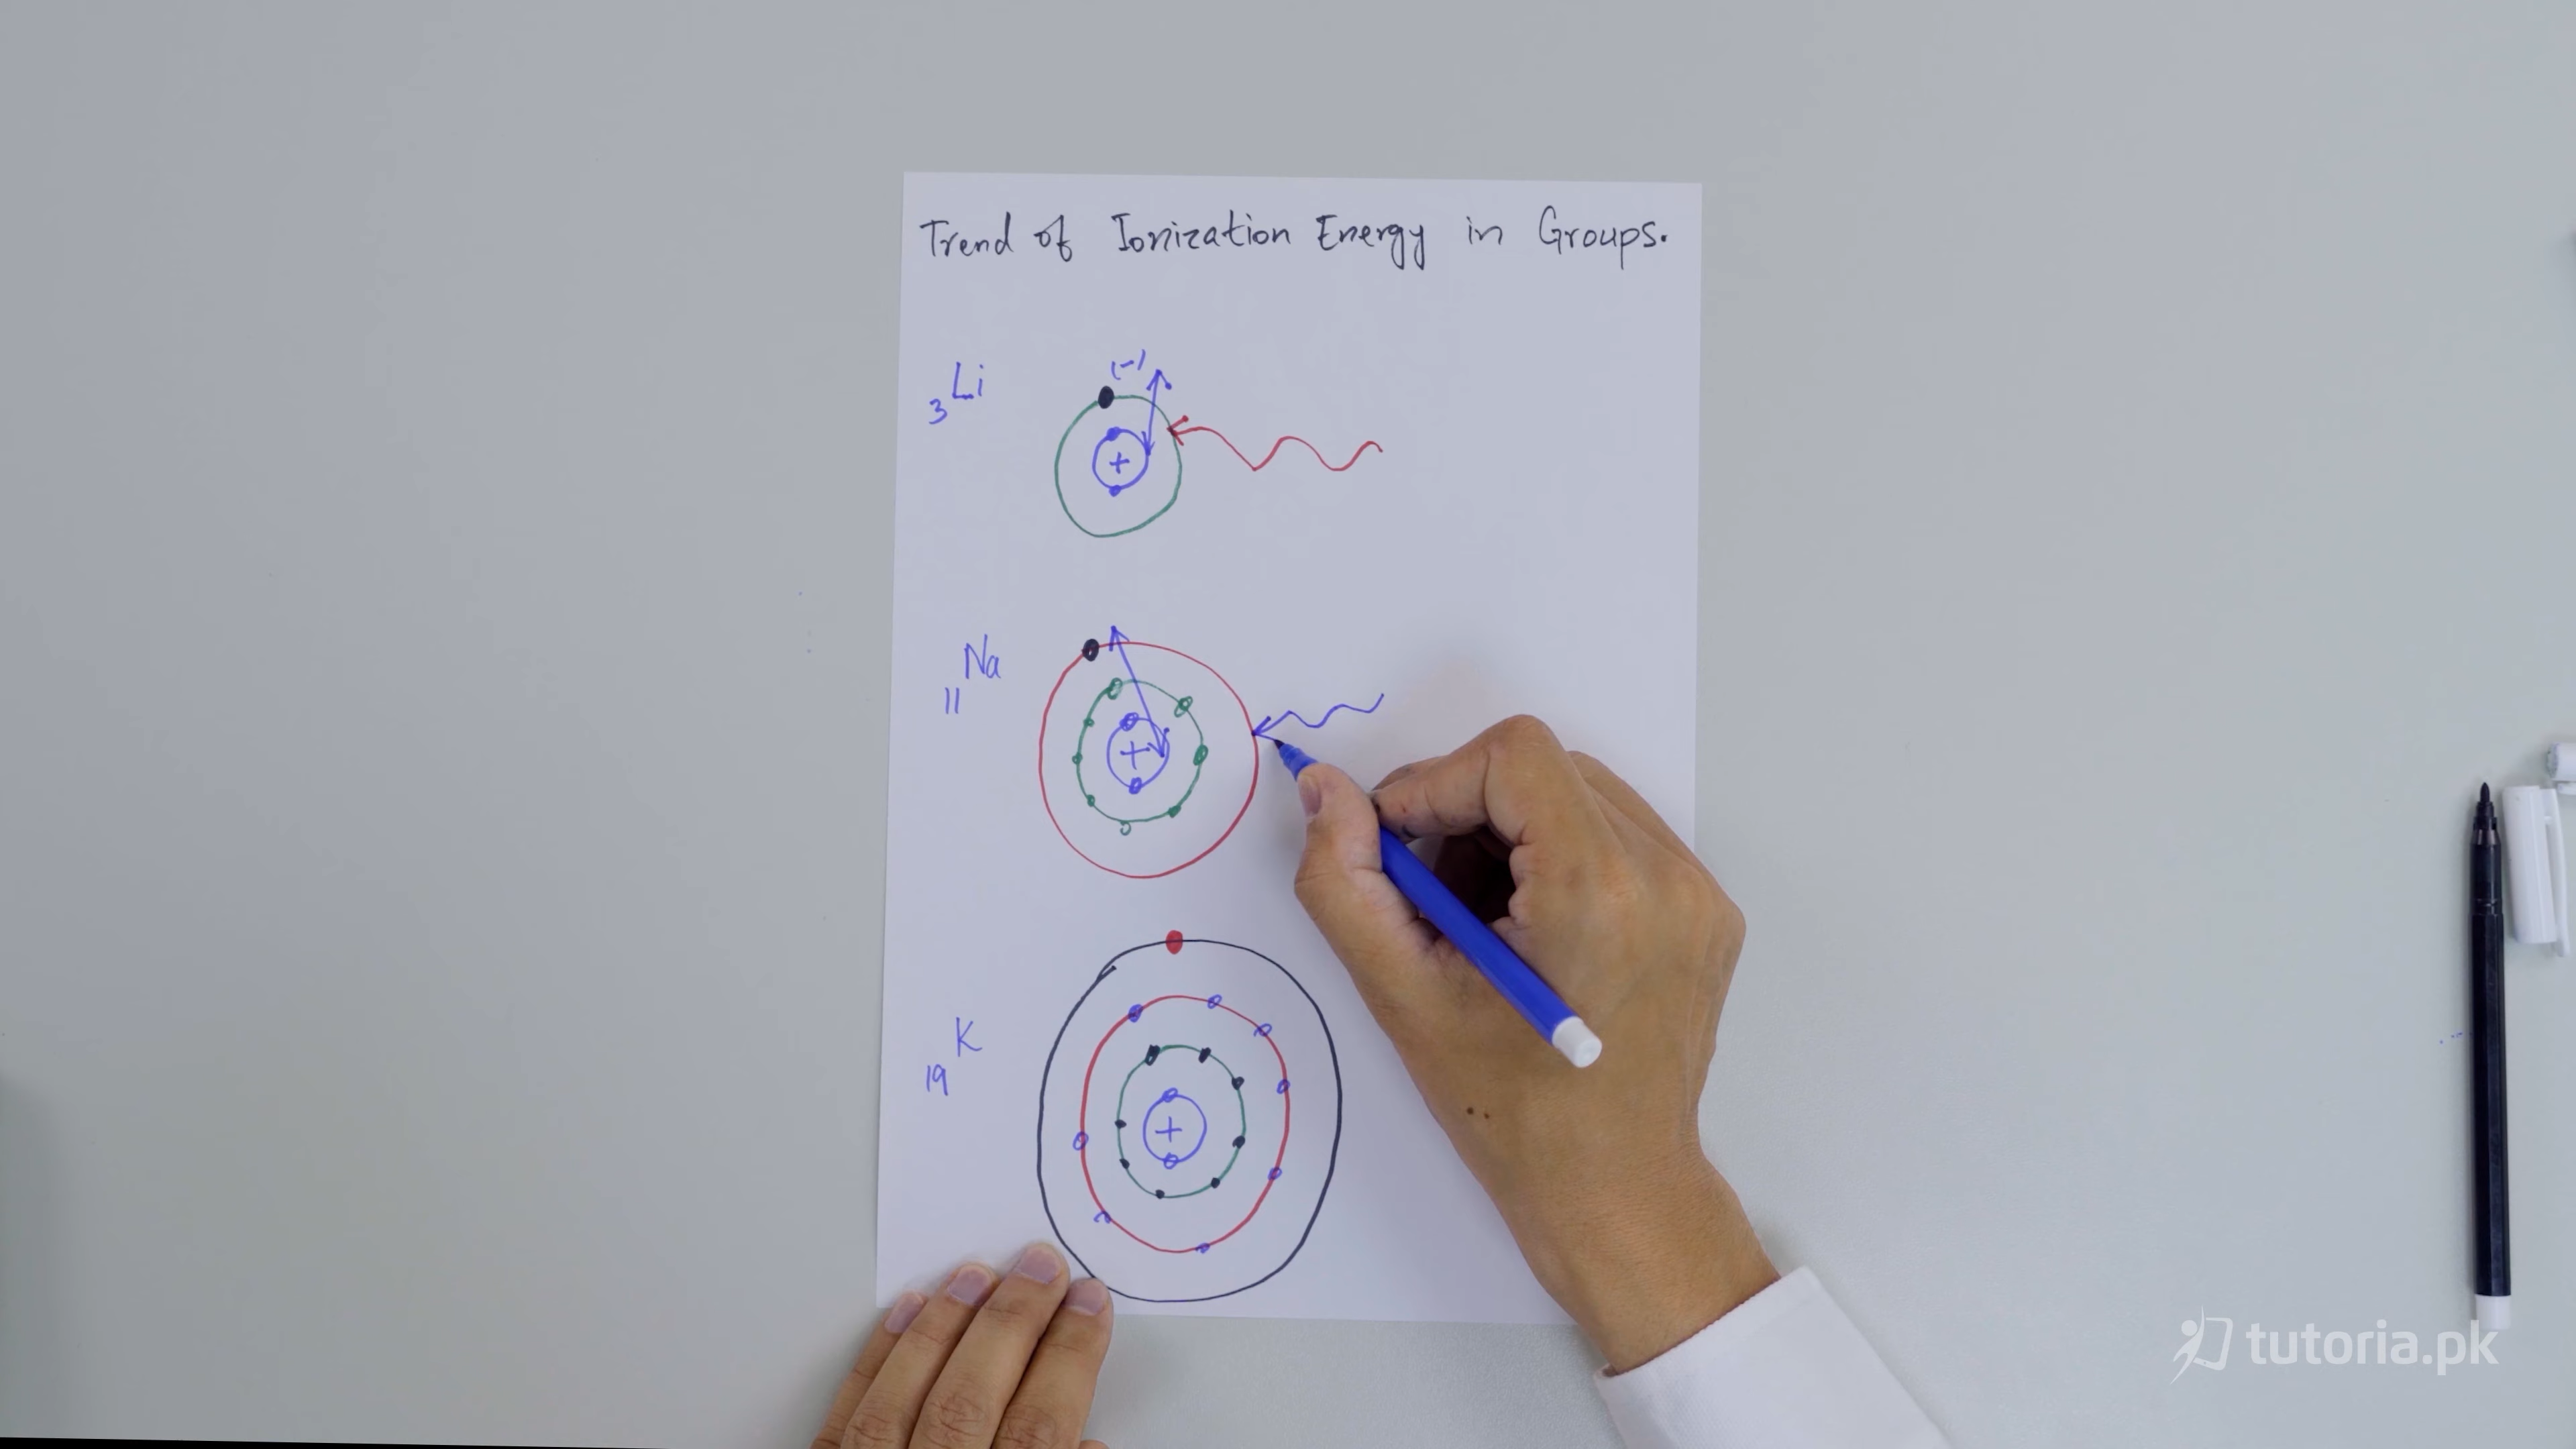 Trend of Ionization Energy in Groups.
(-)
3Li
+
11Na
+
19K
+
tutoria.pk